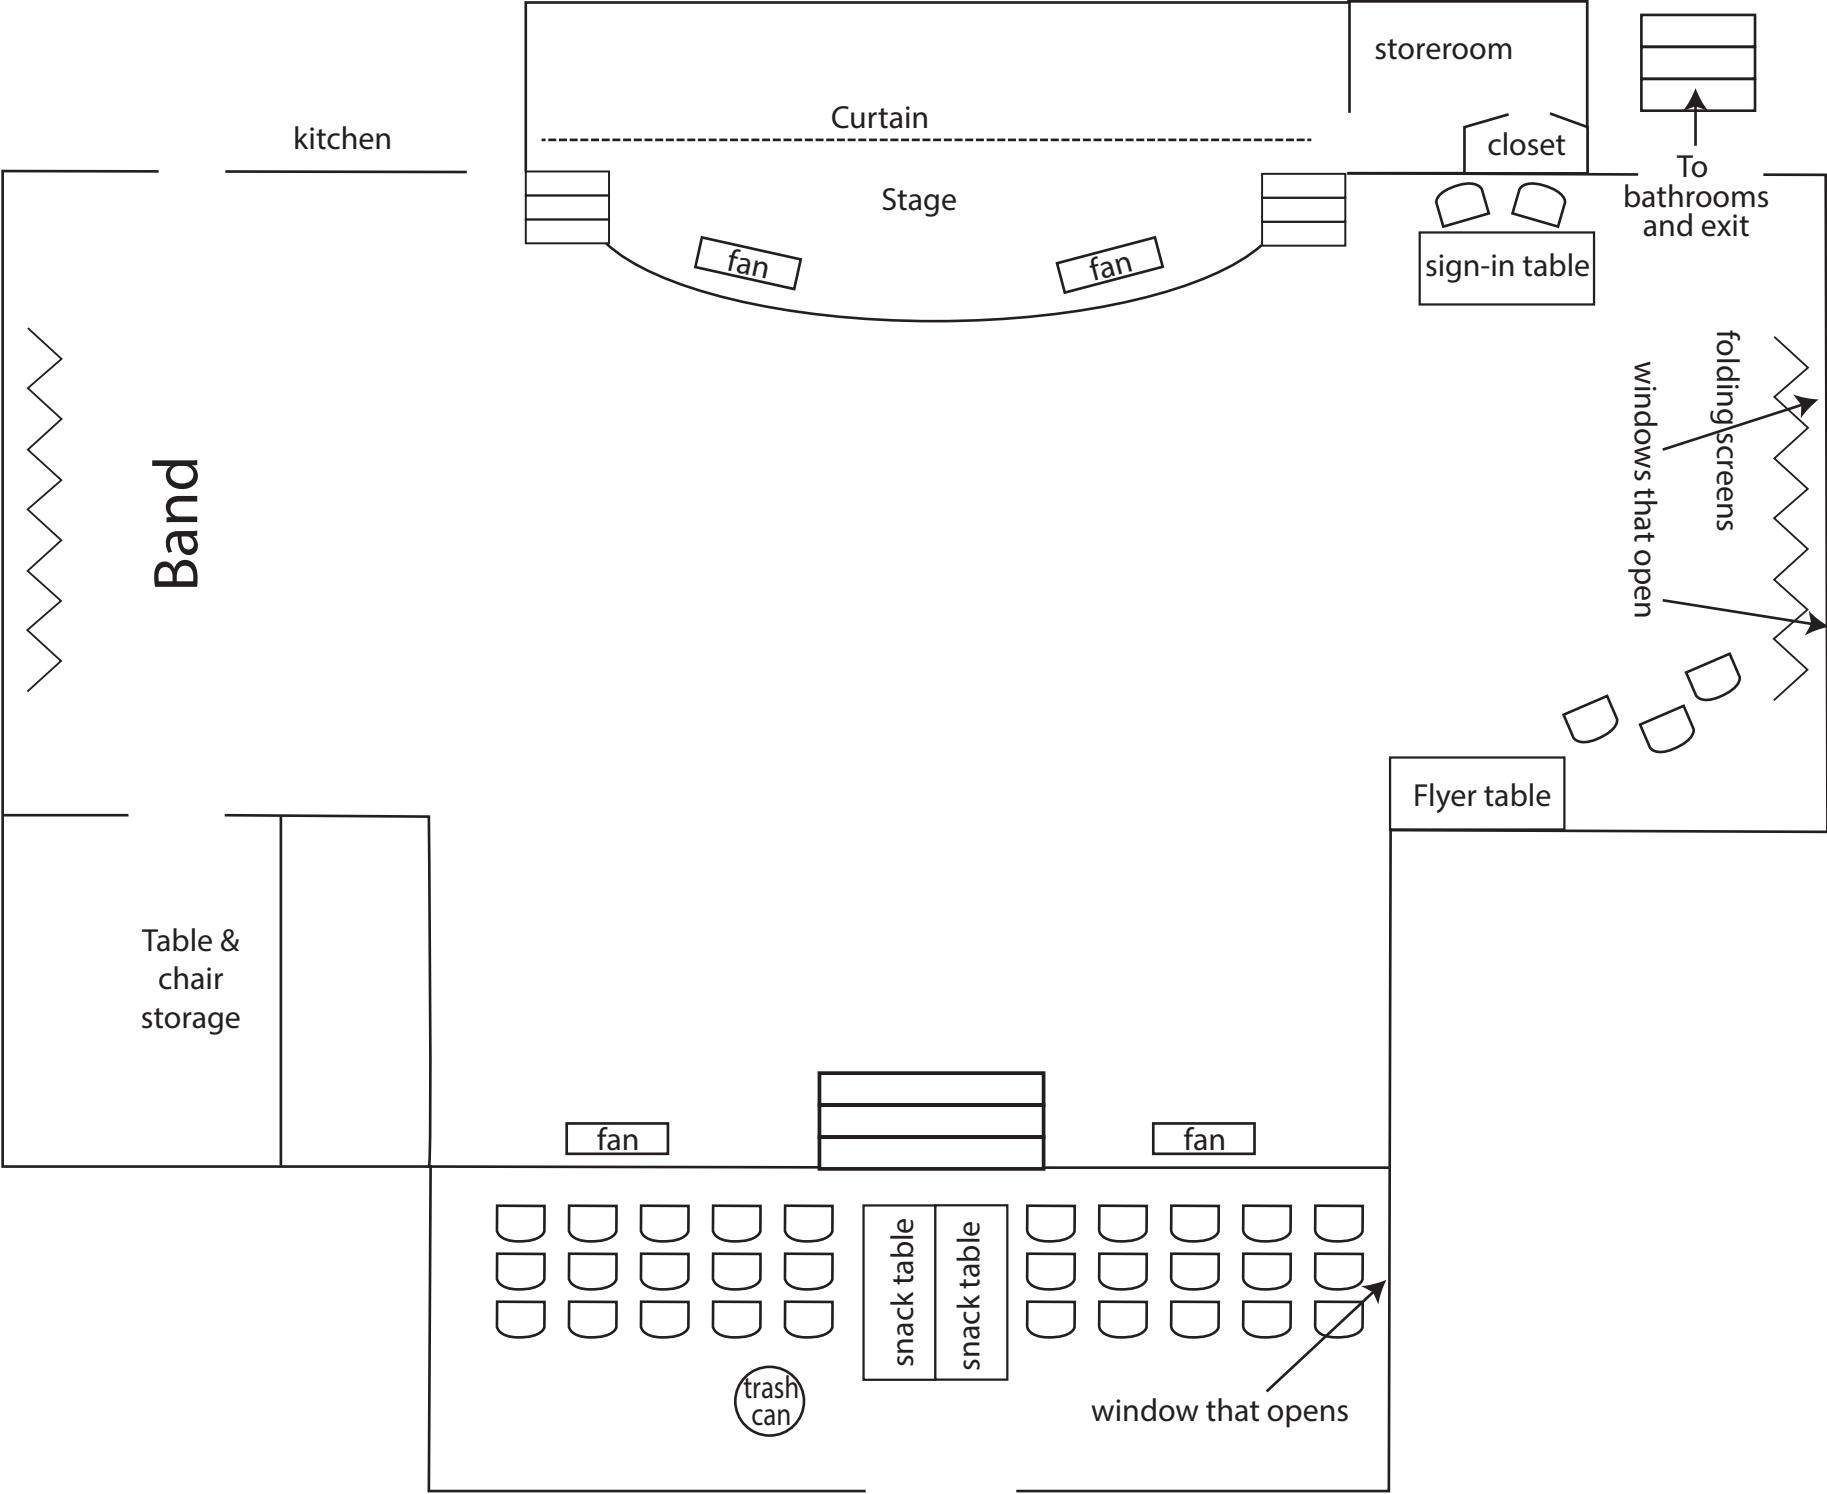 storeroom
Curtain
kitchen
closet
To
bathrooms
and exit
Stage
fan
fan
sign-in table
folding screens
windows that open
Band
Flyer table
Table &
chair
storage
fan
fan
snack table
snack table
trash
can
window that opens